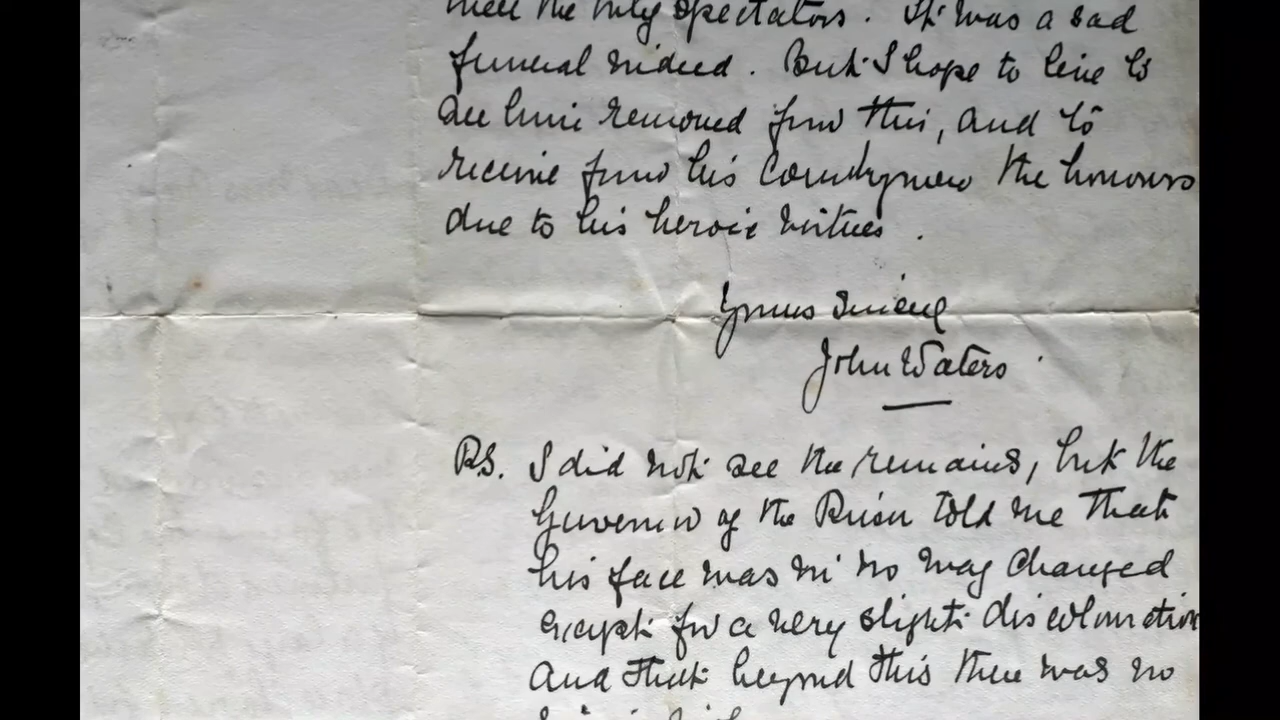 were the only spectators. It was a sad
funeral indeed. But I hope to live to
see him removed from this, and to
receive from his countrymen the honours
due to his heroic virtues.
Yours sincerely
John Waters
P.S. I did not see the remains, but the
Governor of the Prison told me that
his face was in no way changed
except for a very slight discolouration
and that beyond this there was no